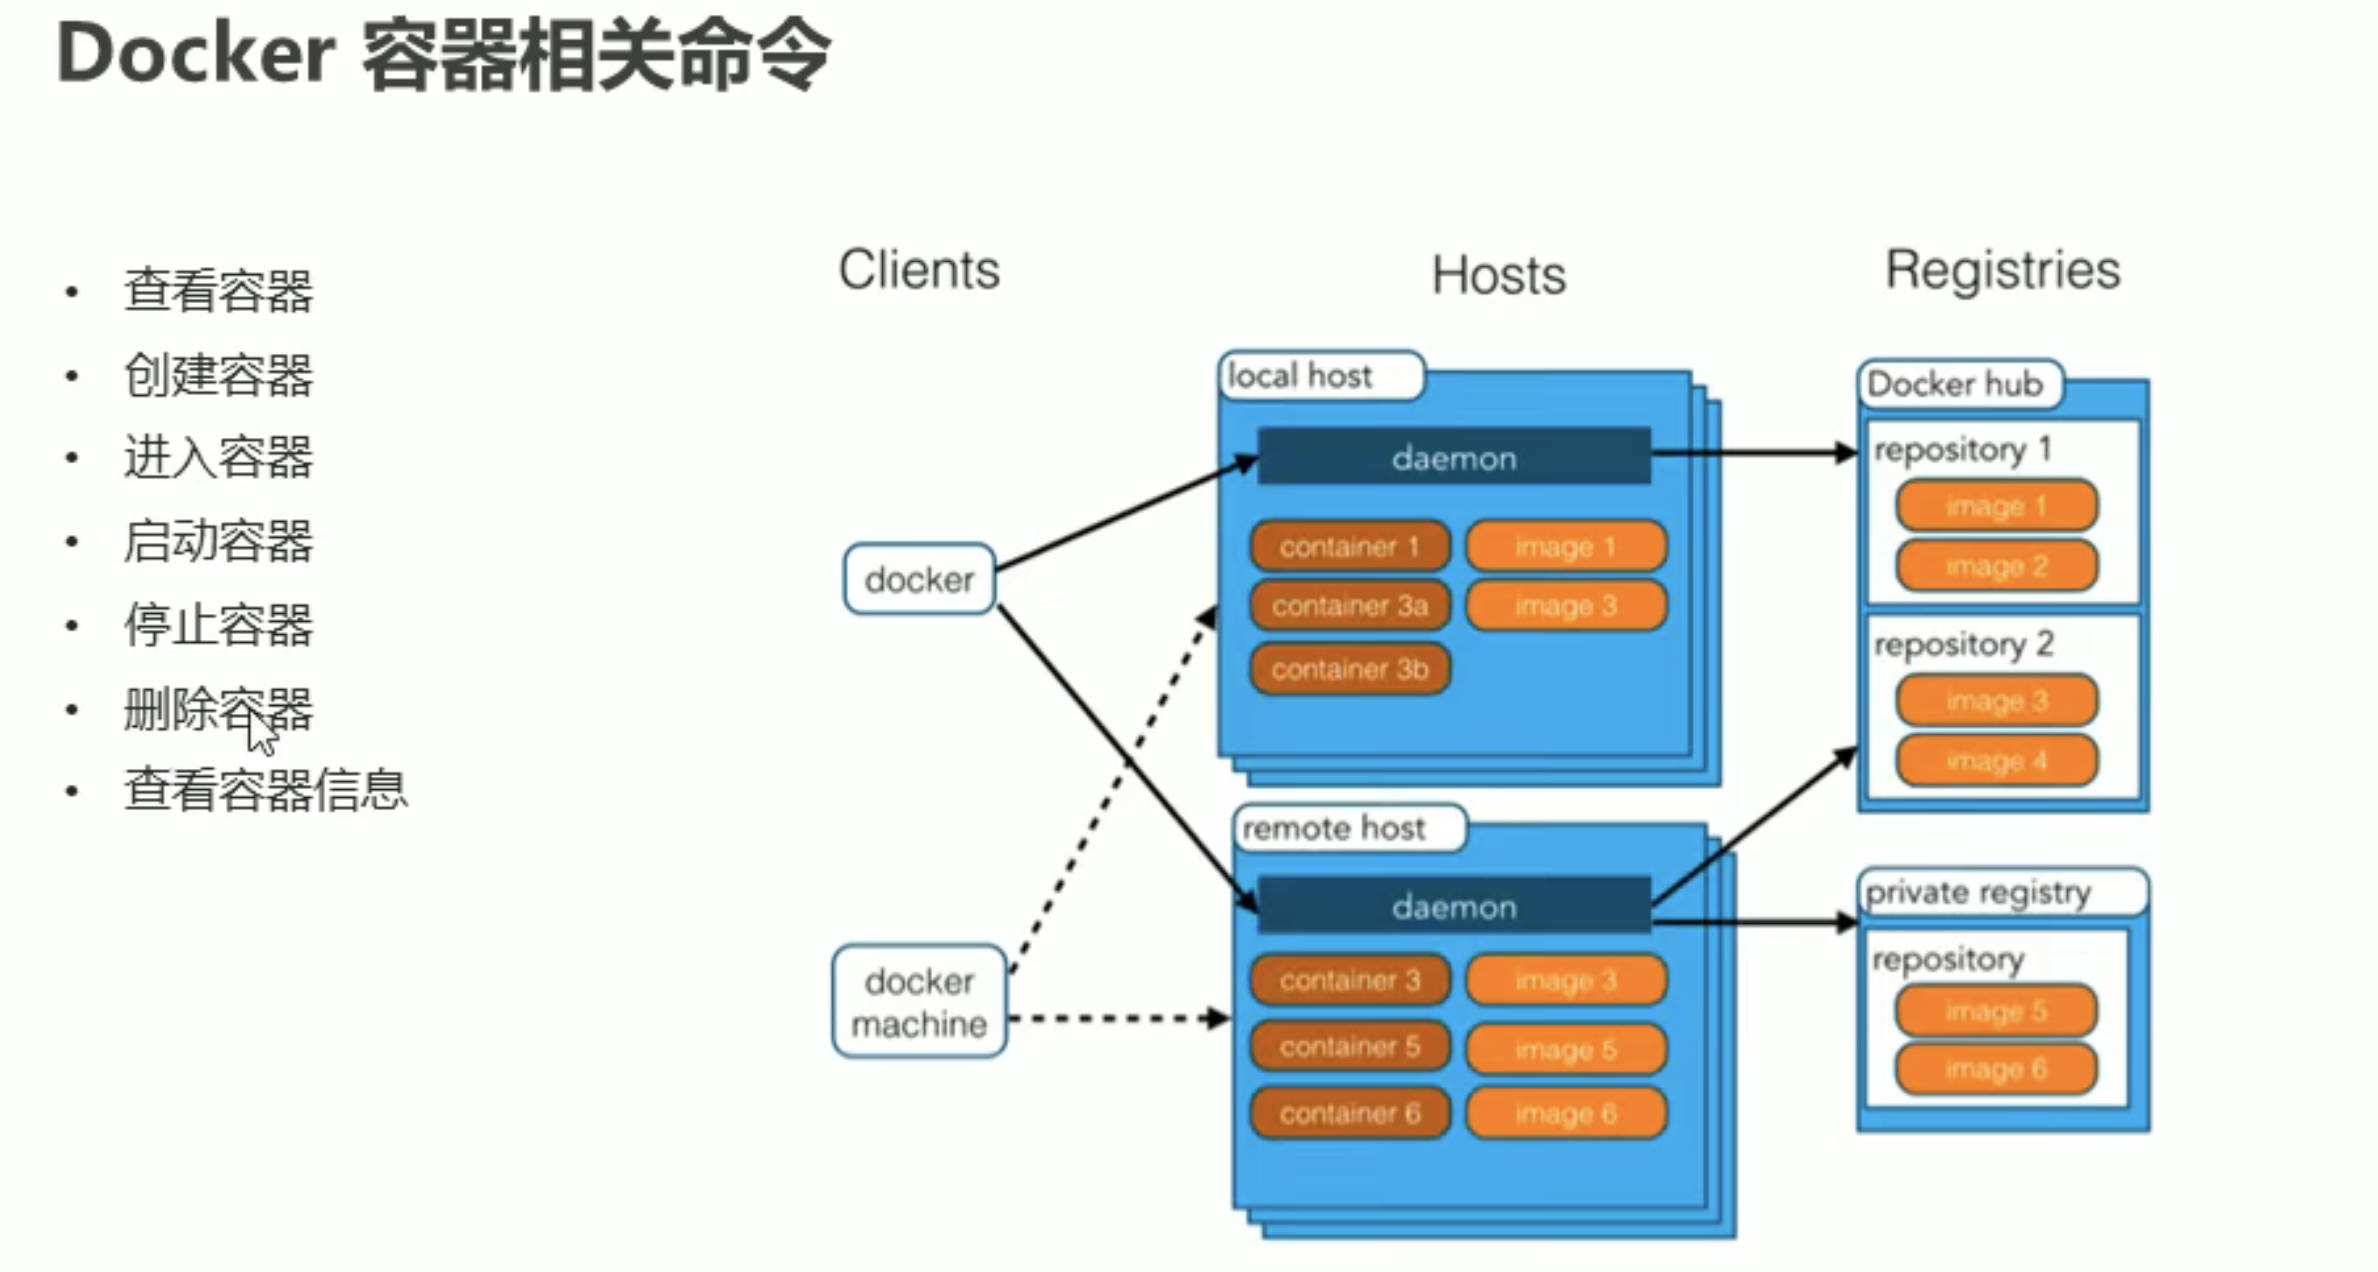 Docker 容器相关命令
• 查看容器
• 创建容器
• 进入容器
• 启动容器
• 停止容器
• 删除容器
• 查看容器信息
Clients
docker
docker
machine
Hosts
local host
daemon
container 1 image 1
container 3a image 3
container 3b
remote host
daemon
container 3 image 3
container 5 image 5
container 6 image 6
Registries
Docker hub
repository 1
image 1
image 2
repository 2
image 3
image 4
private registry
repository
image 5
image 6